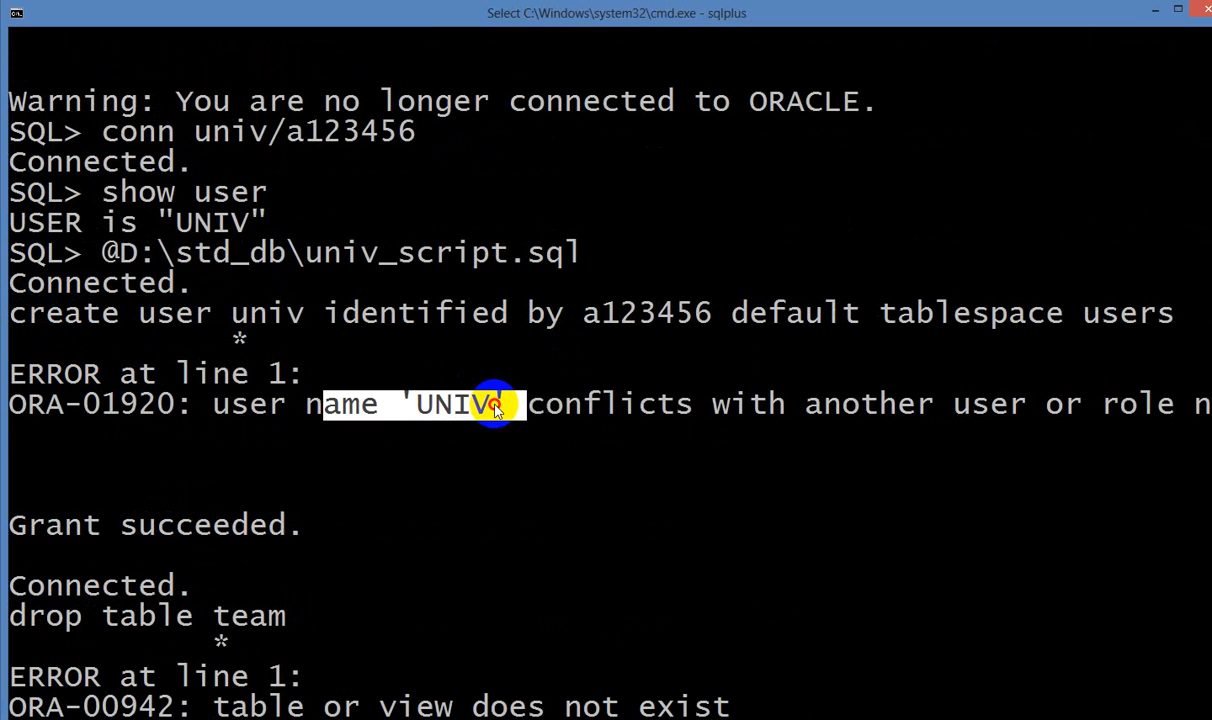 Select C:\Windows\system32\cmd.exe - sqlplus
Warning: You are no longer connected to ORACLE.
SQL> conn univ/a123456
Connected.
SQL> show user
USER is "UNIV"
SQL> @D:\std_db\univ_script.sql
Connected.
create user univ identified by a123456 default tablespace users
*
ERROR at line 1:
ORA-01920: user name 'UNIV' conflicts with another user or role n
Grant succeeded.
Connected.
drop table team
*
ERROR at line 1:
ORA-00942: table or view does not exist